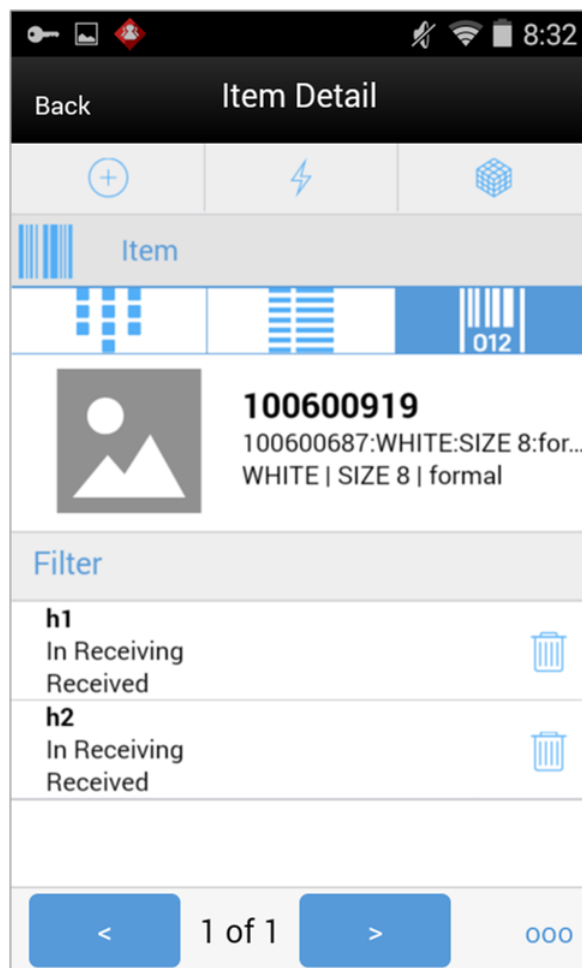 8:32
Back
Item Detail
Item
012
100600919
100600687:WHITE:SIZE 8:for...
WHITE | SIZE 8 | formal
Filter
h1
In Receiving
Received
h2
In Receiving
Received
< 1 of 1 >
ooo